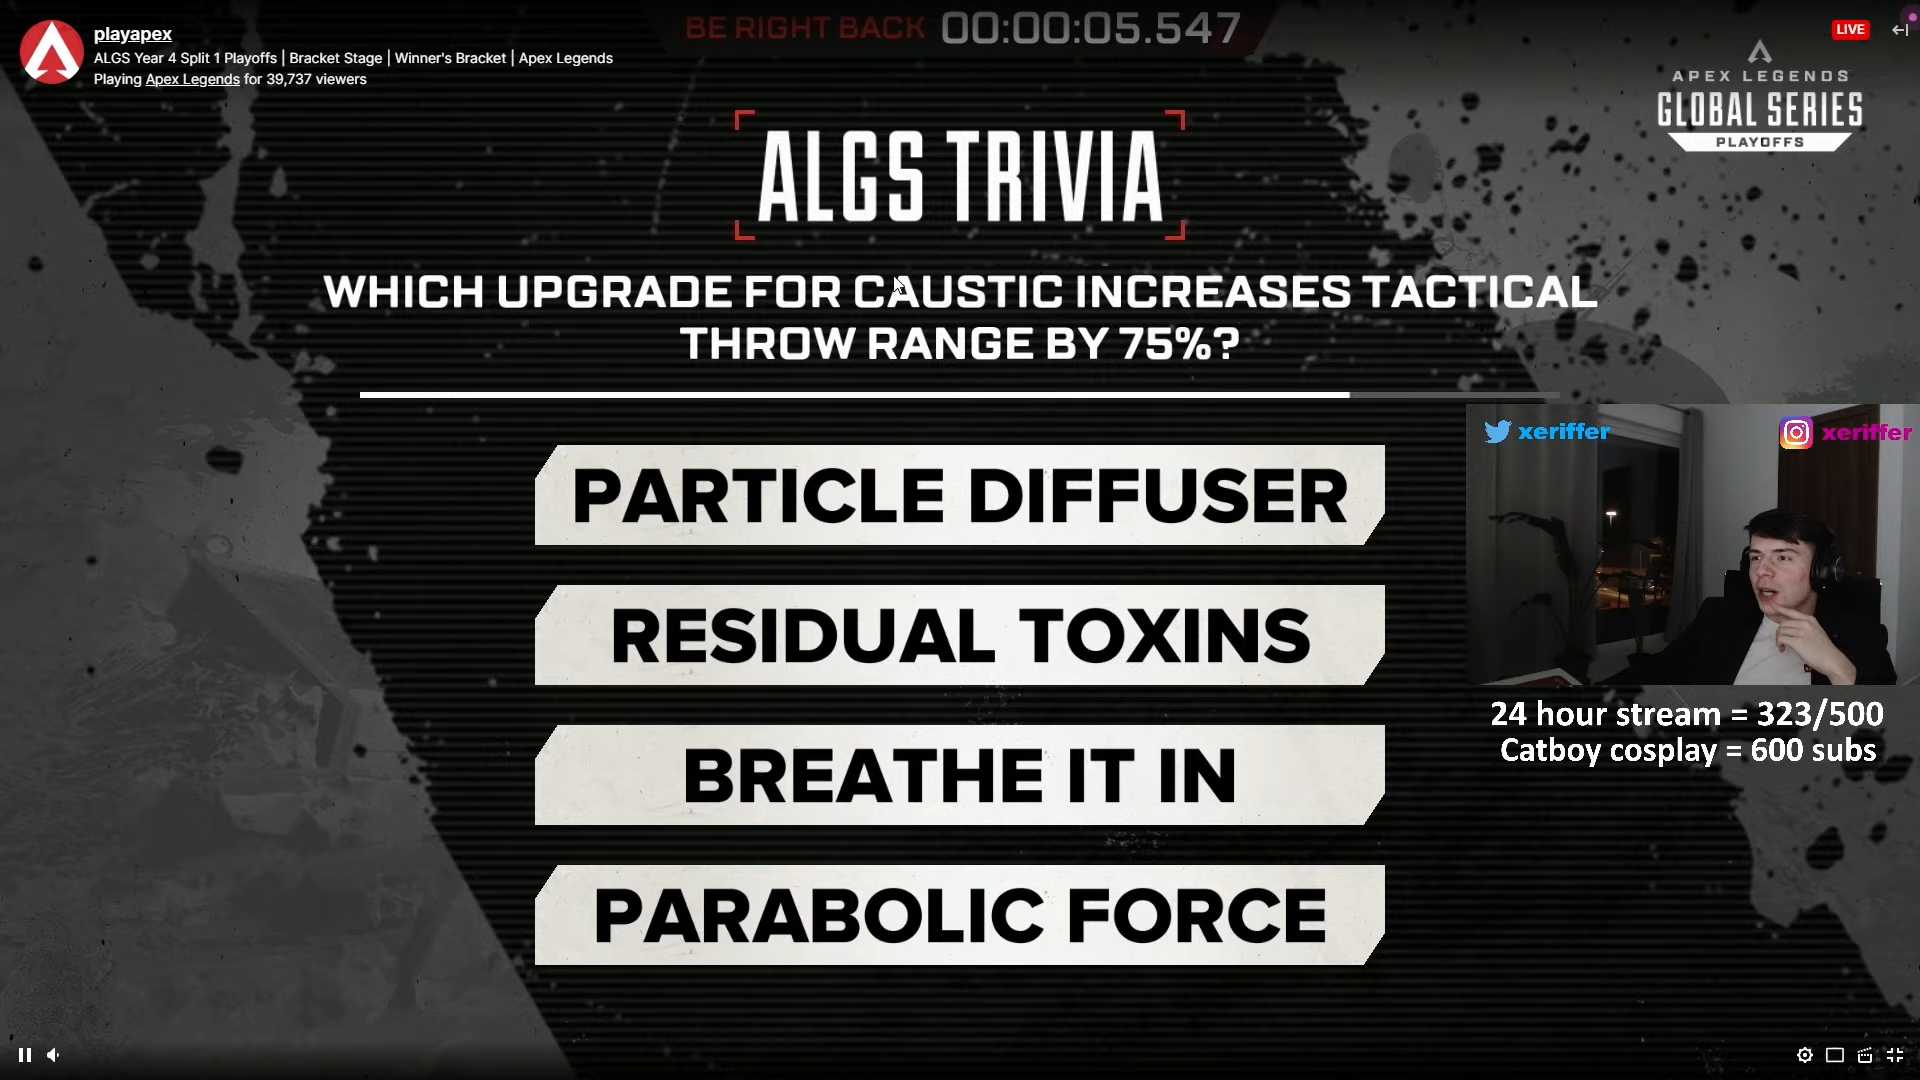 BE RIGHT BACK 00:00:05.547
playapex
ALGS Year 4 Split 1 Playoffs | Bracket Stage | Winner's Bracket | Apex Legends
Playing Apex Legends for 39,737 viewers
LIVE
APEX LEGENDS
GLOBAL SERIES
PLAYOFFS
ALGS TRIVIA
WHICH UPGRADE FOR CAUSTIC INCREASES TACTICAL
THROW RANGE BY 75%?
PARTICLE DIFFUSER
RESIDUAL TOXINS
BREATHE IT IN
PARABOLIC FORCE
xeriffer
xeriffer
24 hour stream = 323/500
Catboy cosplay = 600 subs